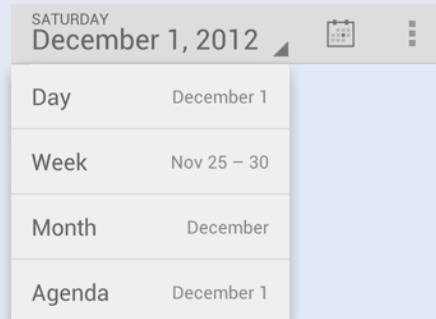 SATURDAY
December 1, 2012
Day December 1
Week Nov 25 – 30
Month December
Agenda December 1